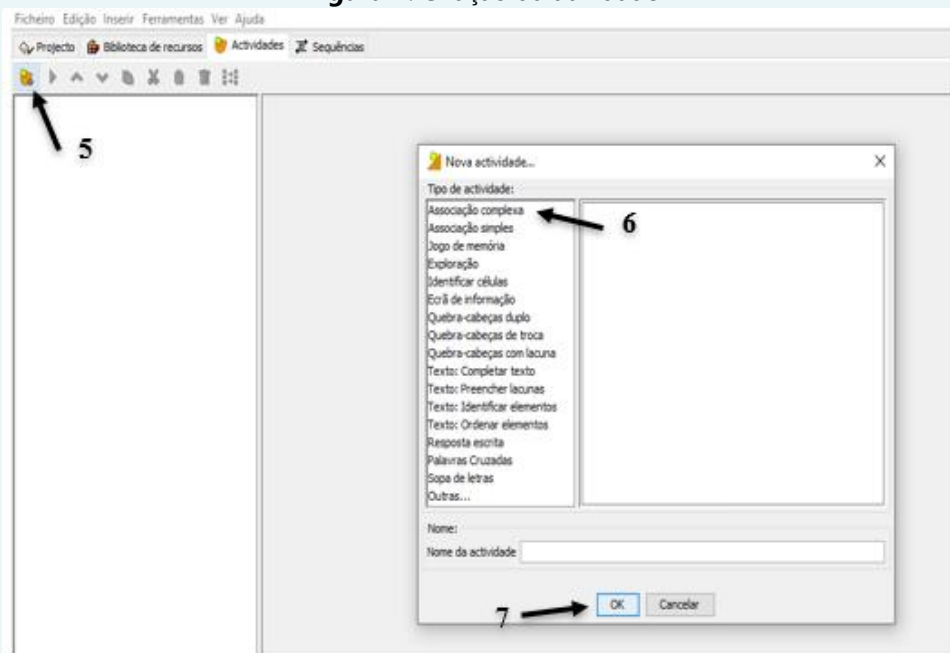 Ficheiro Edição Inserir Ferramentas Ver Ajuda
Projecto Biblioteca de recursos Actividades Sequências
5
Nova actividade...
Tipo de actividade:
Associação complexa
6
Associação simples
Jogo de memória
Exploração
Identificar células
Ecrã de informação
Quebra-cabeças duplo
Quebra-cabeças de troca
Quebra-cabeças com lacuna
Texto: Completar texto
Texto: Preencher lacunas
Texto: Identificar elementos
Texto: Ordenar elementos
Resposta escrita
Palavras Cruzadas
Sopa de letras
Outras...
Nome:
Nome da actividade
7
OK Cancelar